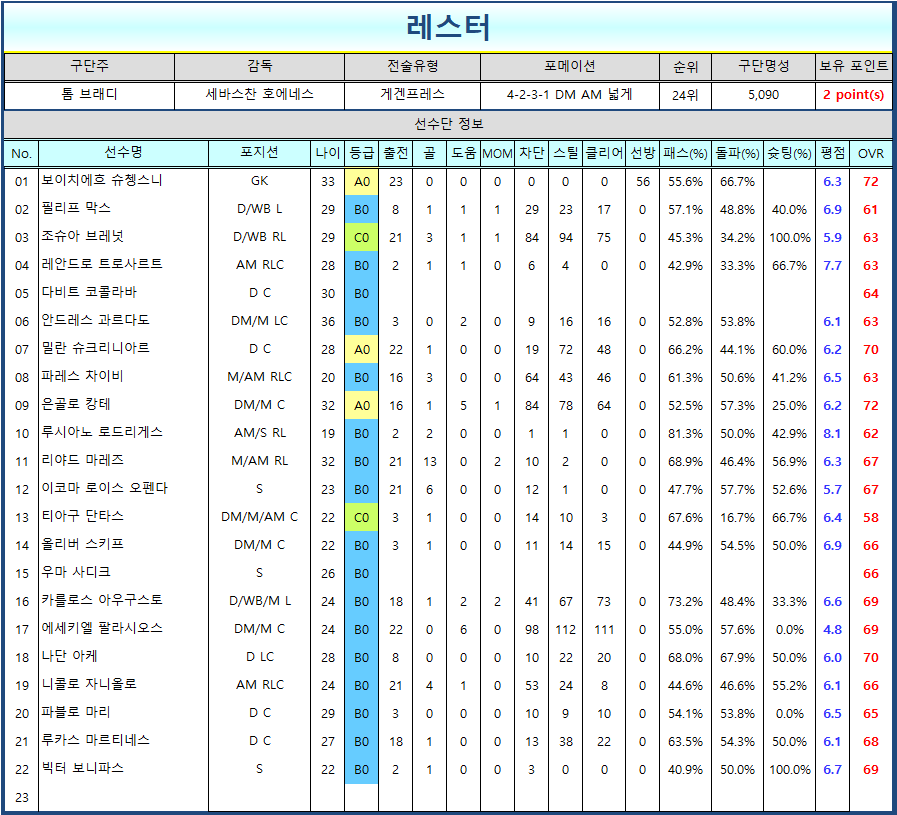 레스터
구단주 감독 전술유형 포메이션 순위 구단명성 보유 포인트
톰 브래디 세바스찬 호에네스 게겐프레스 4-2-3-1 DM AM 넓게 24위 5,090 2 point(s)
선수단 정보
No. 선수명 포지션 나이 등급 출전 골 도움 MOM 차단 스틸 클리어 선방 패스(%) 돌파(%) 슛팅(%) 평점 OVR
01 보이치에흐 슈쳉스니 GK 33 A0 23 0 0 0 0 0 0 56 55.6% 66.7% 6.3 72
02 필리프 막스 D/WB L 29 B0 8 1 1 1 29 23 17 0 57.1% 48.8% 40.0% 6.9 61
03 조슈아 브레넛 D/WB RL 29 C0 21 3 1 1 84 94 75 0 45.3% 34.2% 100.0% 5.9 63
04 레안드로 트로사르트 AM RLC 28 B0 2 1 1 0 6 4 0 0 42.9% 33.3% 66.7% 7.7 63
05 다비트 코콜라바 D C 30 B0 64
06 안드레스 과르다도 DM/M LC 36 B0 3 0 2 0 9 16 16 0 52.8% 53.8% 6.1 63
07 밀란 슈크리니아르 D C 28 A0 22 1 0 0 19 72 48 0 66.2% 44.1% 60.0% 6.2 70
08 파레스 차이비 M/AM RLC 20 B0 16 3 0 0 64 43 46 0 61.3% 50.6% 41.2% 6.5 63
09 은골로 캉테 DM/M C 32 A0 16 1 5 1 84 78 64 0 52.5% 57.3% 25.0% 6.2 72
10 루시아노 로드리게스 AM/S RL 19 B0 2 2 0 0 1 1 0 0 81.3% 50.0% 42.9% 8.1 62
11 리야드 마레즈 M/AM RL 32 B0 21 13 0 2 10 2 0 0 68.9% 46.4% 56.9% 6.3 67
12 이코마 로이스 오펜다 S 23 B0 21 6 0 0 12 1 0 0 47.7% 57.7% 52.6% 5.7 67
13 티아구 단타스 DM/M/AM C 22 C0 3 1 0 0 14 10 3 0 67.6% 16.7% 66.7% 6.4 58
14 올리버 스키프 DM/M C 22 B0 3 1 0 0 11 14 15 0 44.9% 54.5% 50.0% 6.9 66
15 우마 사디크 S 26 B0 66
16 카를로스 아우구스토 D/WB/M L 24 B0 18 1 2 2 41 67 73 0 73.2% 48.4% 33.3% 6.6 69
17 에세키엘 팔라시오스 DM/M C 24 B0 22 0 6 0 98 112 111 0 55.0% 57.6% 0.0% 4.8 69
18 나단 아케 D LC 28 B0 8 0 0 0 10 22 20 0 68.0% 67.9% 50.0% 6.0 70
19 니콜로 자니올로 AM RLC 24 B0 21 4 1 0 53 24 8 0 44.6% 46.6% 55.2% 6.1 66
20 파블로 마리 D C 29 B0 3 0 0 0 10 9 10 0 54.1% 53.8% 0.0% 6.5 65
21 루카스 마르티네스 D C 27 B0 18 1 0 0 13 38 22 0 63.5% 54.3% 50.0% 6.1 68
22 빅터 보니파스 S 22 B0 2 1 0 0 3 0 0 0 40.9% 50.0% 100.0% 6.7 69
23